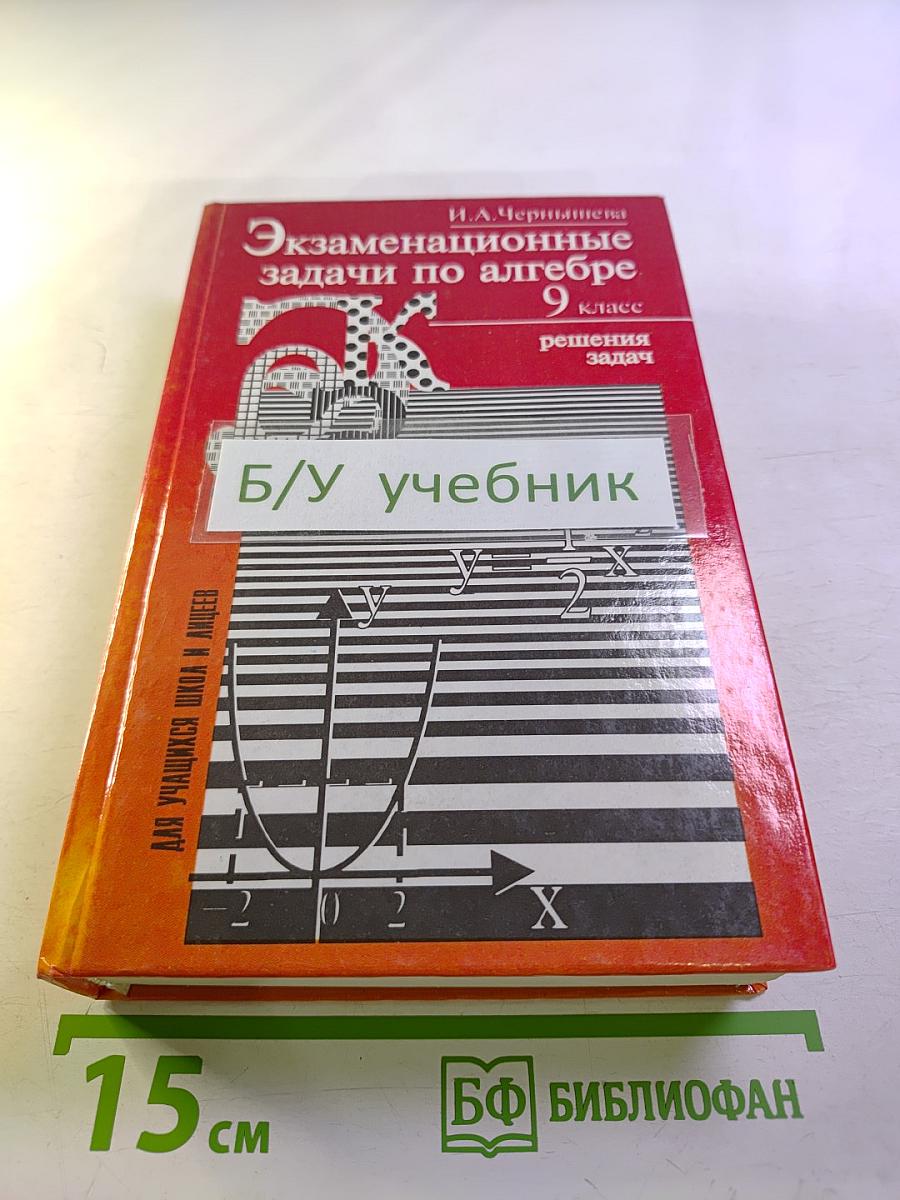 И.А.Чернышева
Экзаменационные
задачи по алгебре
9 класс
решения
задач
Б/У учебник
y=1/2 x²
y
ДЛЯ УЧАЩИХСЯ ШКОЛ И ЛИЦЕЕВ
-2 0 2 x
15 см
БФ БИБЛИОФАН